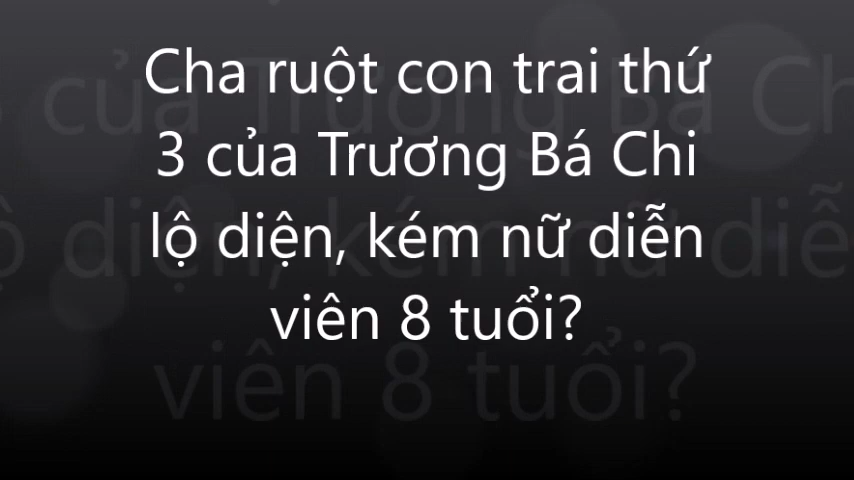 Cha ruột con trai thứ
3 của Trương Bá Chi
lộ diện, kém nữ diễn
viên 8 tuổi?